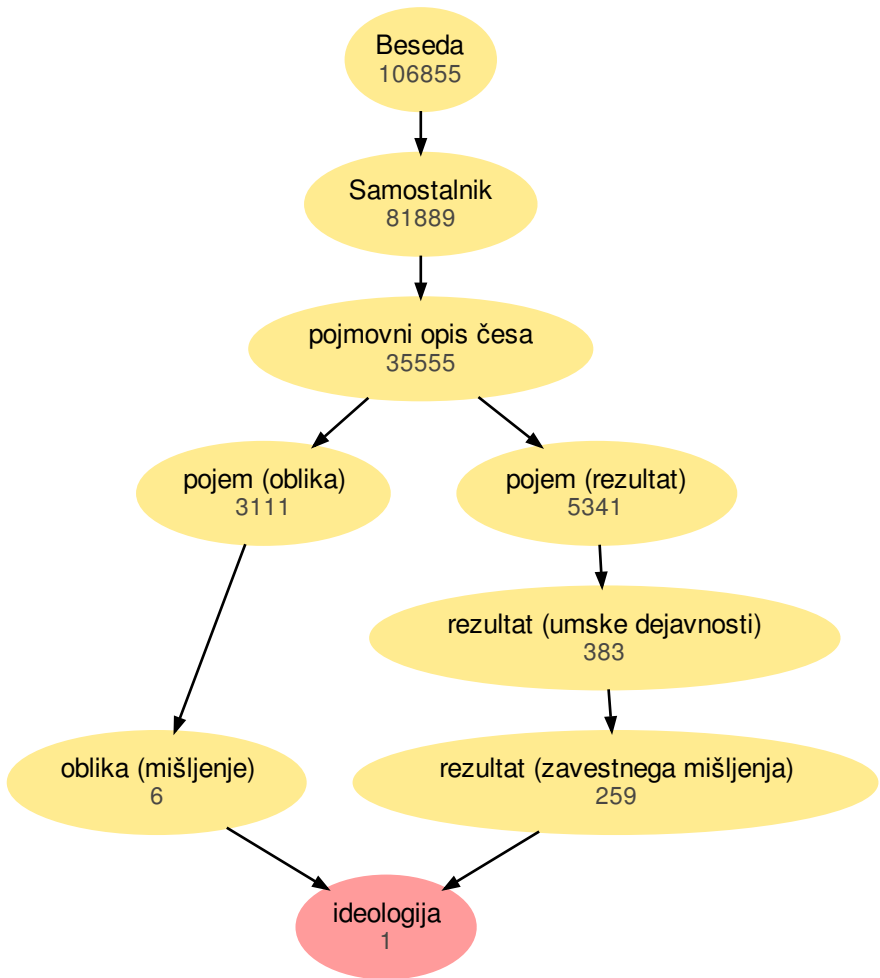 Beseda
106855
Samostalnik
81889
pojmovni opis česa
35555
pojem (oblika)
3111
pojem (rezultat)
5341
rezultat (umske dejavnosti)
383
oblika (mišljenje)
6
rezultat (zavestnega mišljenja)
259
ideologija
1